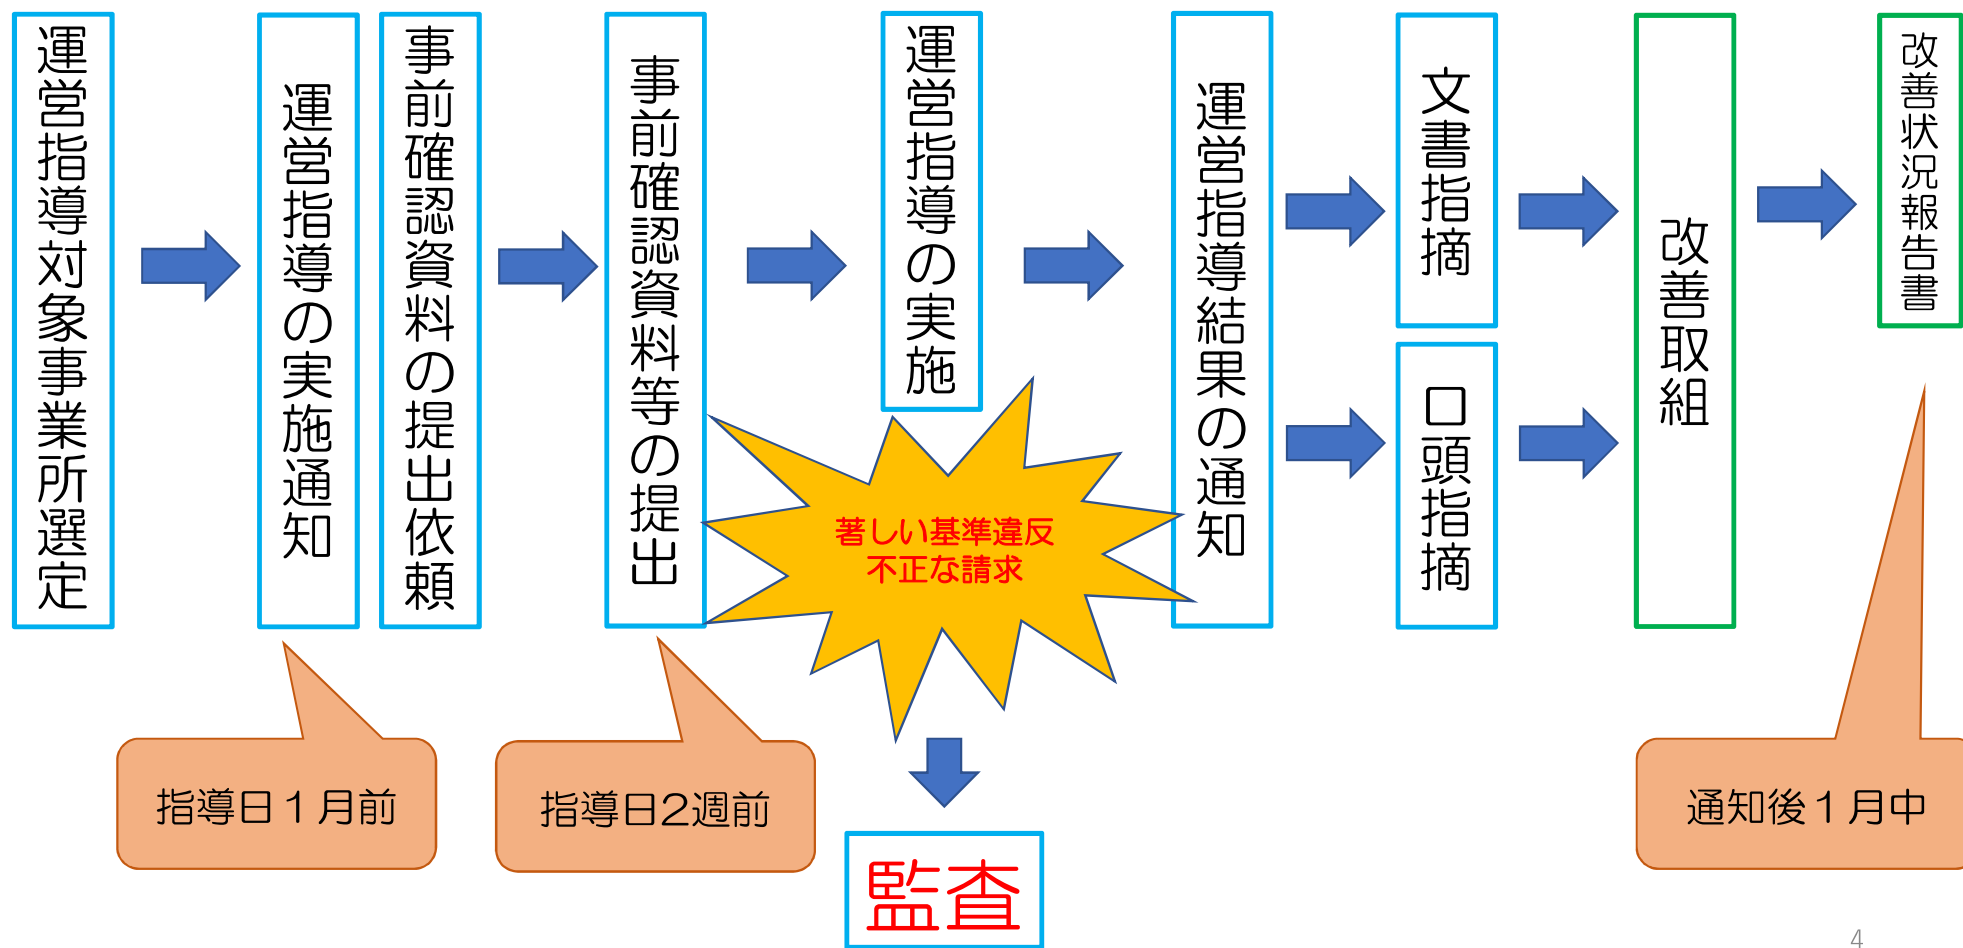 運営指導対象事業所選定
運営指導の実施通知
事前確認資料の提出依頼
事前確認資料等の提出
運営指導の実施
運営指導結果の通知
文書指摘
口頭指摘
改善取組
改善状況報告書
著しい基準違反
不正な請求
指導日１月前
指導日２週前
通知後１月中
監査
4